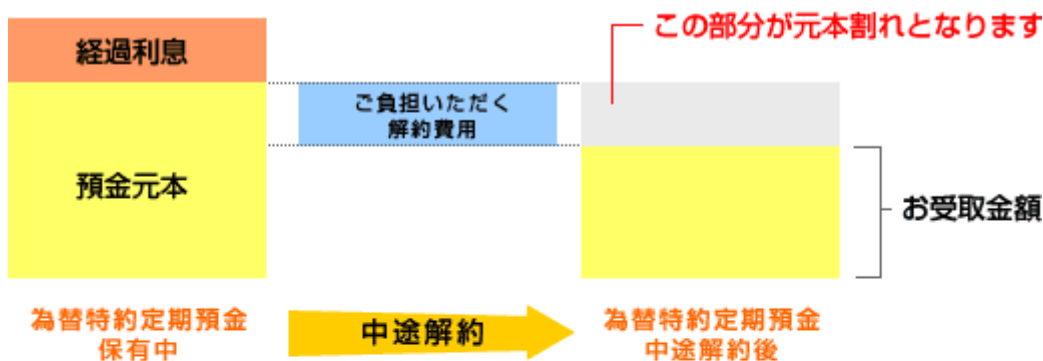 この部分が元本割れとなります
経過利息
ご負担いただく
解約費用
預金元本
お受取金額
為替特約定期預金
保有中
中途解約
為替特約定期預金
中途解約後